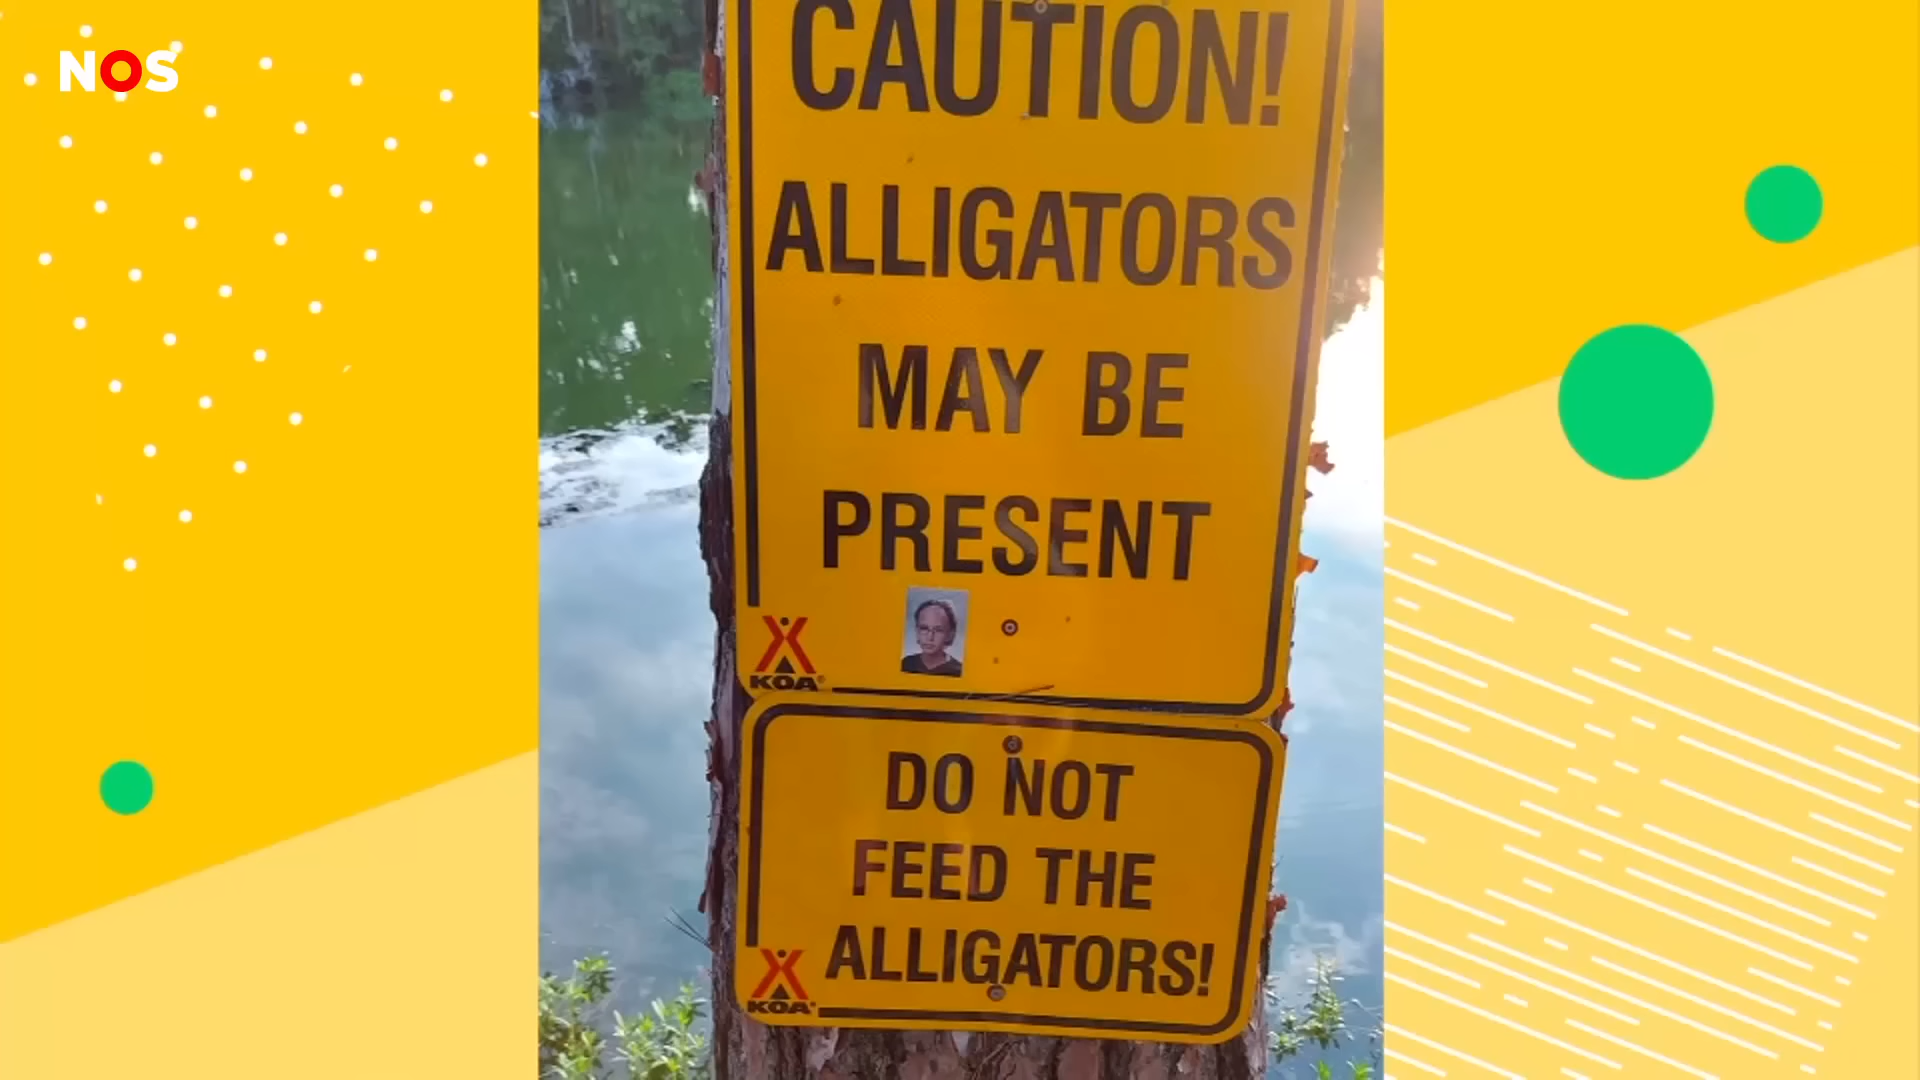 NOS
CAUTION!
ALLIGATORS
MAY BE
PRESENT
KOA
DO NOT
FEED THE
ALLIGATORS!
KOA